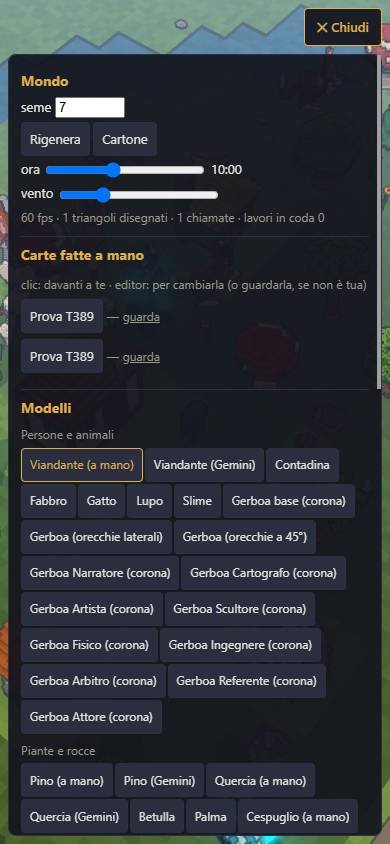 ✕ Chiudi
Mondo
seme 7
Rigenera Cartone
ora 10:00
vento
60 fps · 1 triangoli disegnati · 1 chiamate · lavori in coda 0
Carte fatte a mano
clic: davanti a te · editor: per cambiarla (o guardarla, se non è tua)
Prova T389 — guarda
Prova T389 — guarda
Modelli
Persone e animali
Viandante (a mano) Viandante (Gemini) Contadina
Fabbro Gatto Lupo Slime Gerboa base (corona)
Gerboa (orecchie laterali) Gerboa (orecchie a 45°)
Gerboa Narratore (corona) Gerboa Cartografo (corona)
Gerboa Artista (corona) Gerboa Scultore (corona)
Gerboa Fisico (corona) Gerboa Ingegnere (corona)
Gerboa Arbitro (corona) Gerboa Referente (corona)
Gerboa Attore (corona)
Piante e rocce
Pino (a mano) Pino (Gemini) Quercia (a mano)
Quercia (Gemini) Betulla Palma Cespuglio (a mano)